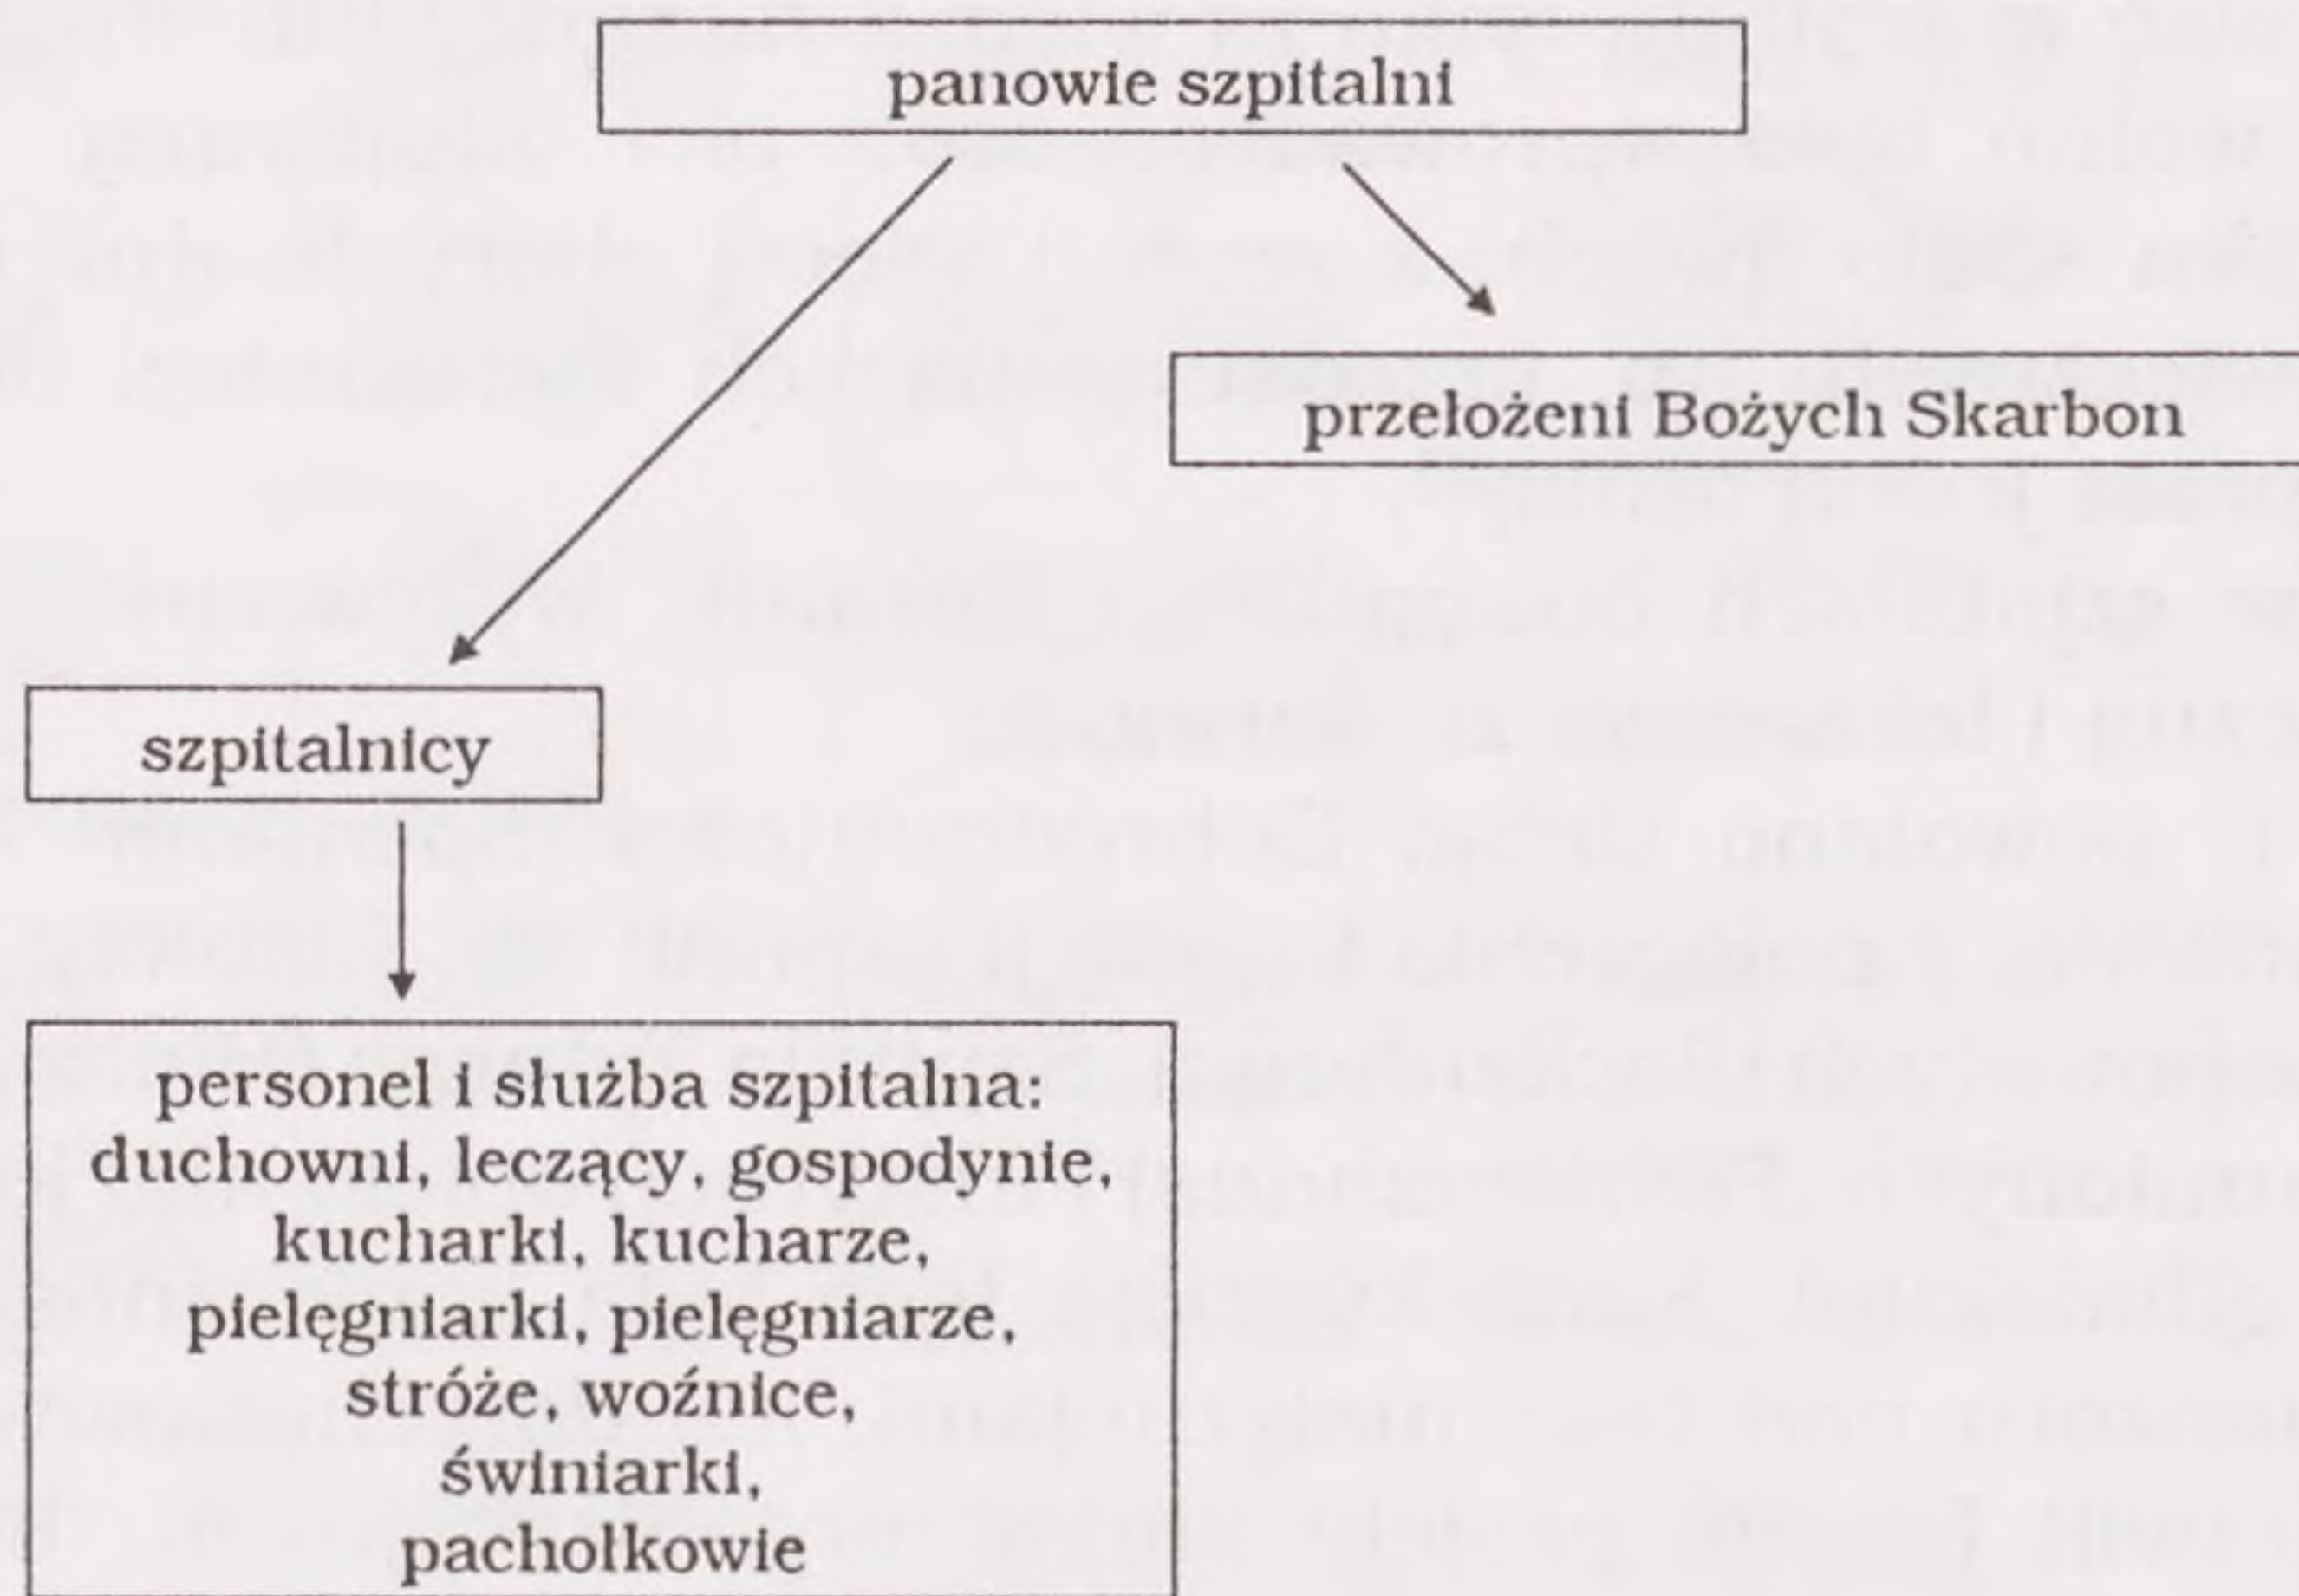 panowie szpitalni
przełożeni Bożych Skarbon
szpitalnicy
personel i służba szpitalna:
duchowni, leczący, gospodynie,
kucharki, kucharze,
pielęgniarki, pielęgniarze,
stróże, woźnice,
świniarki,
pachołkowie